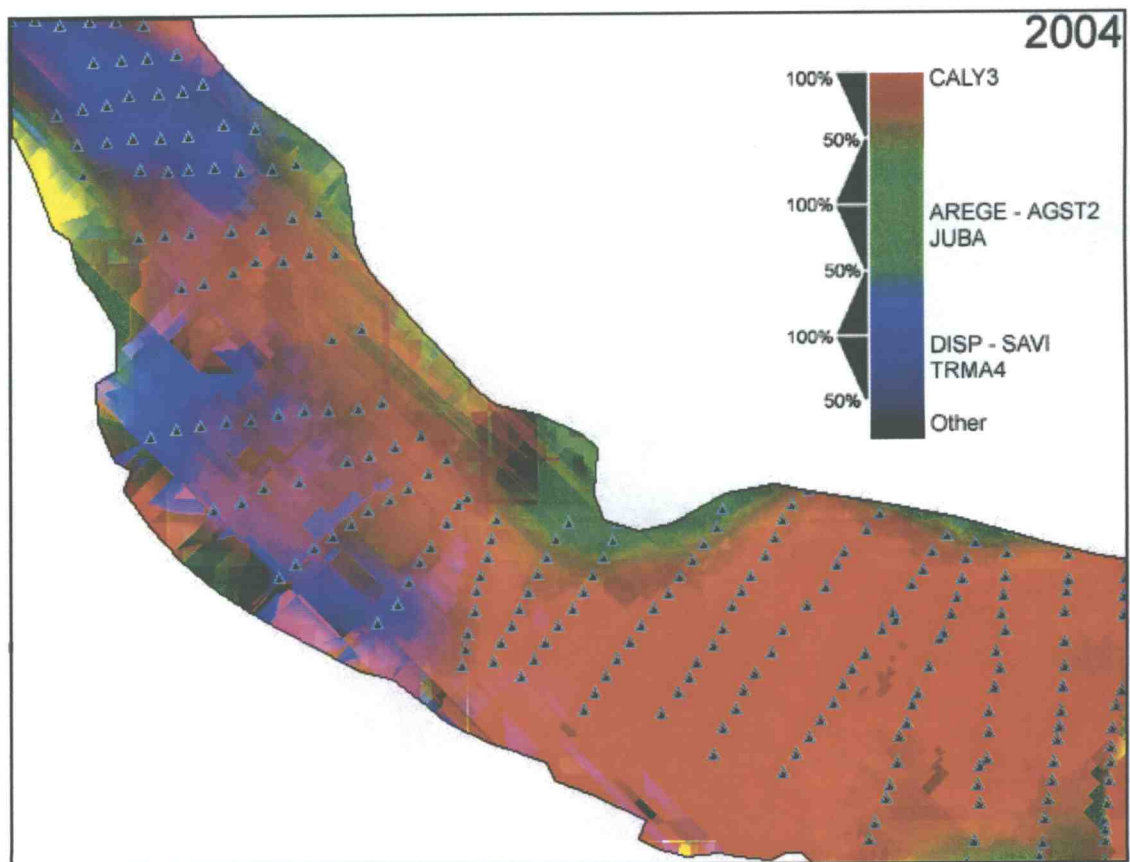 2004
100%
CALY3
50%
100%
AREGE - AGST2
JUBA
50%
100%
DISP - SAVI
TRMA4
50%
Other